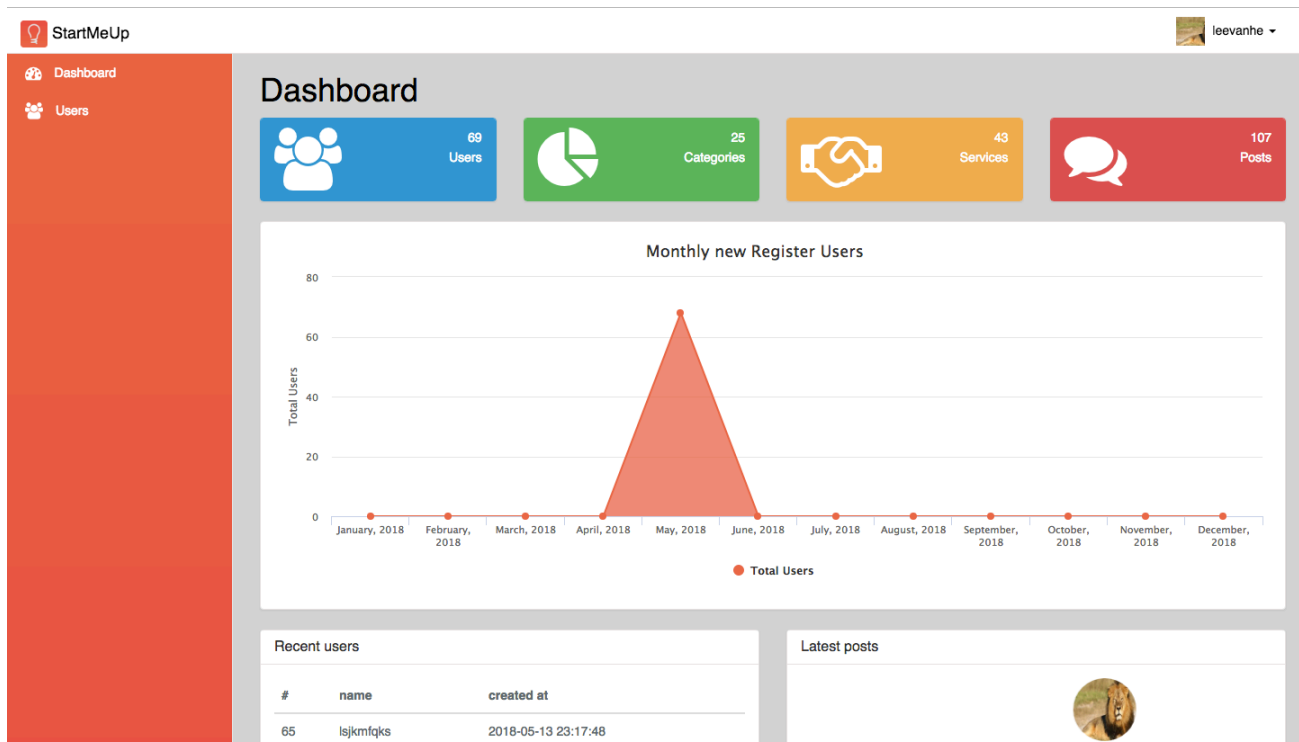 StartMeUp
leevanhe
Dashboard
Users
Dashboard
69
Users
25
Categories
43
Services
107
Posts
Monthly new Register Users
80
60
40
20
0
Total Users
January, 2018
February, 2018
March, 2018
April, 2018
May, 2018
June, 2018
July, 2018
August, 2018
September, 2018
October, 2018
November, 2018
December, 2018
Total Users
Recent users
# name created at
65 lsjkmfqks 2018-05-13 23:17:48
Latest posts